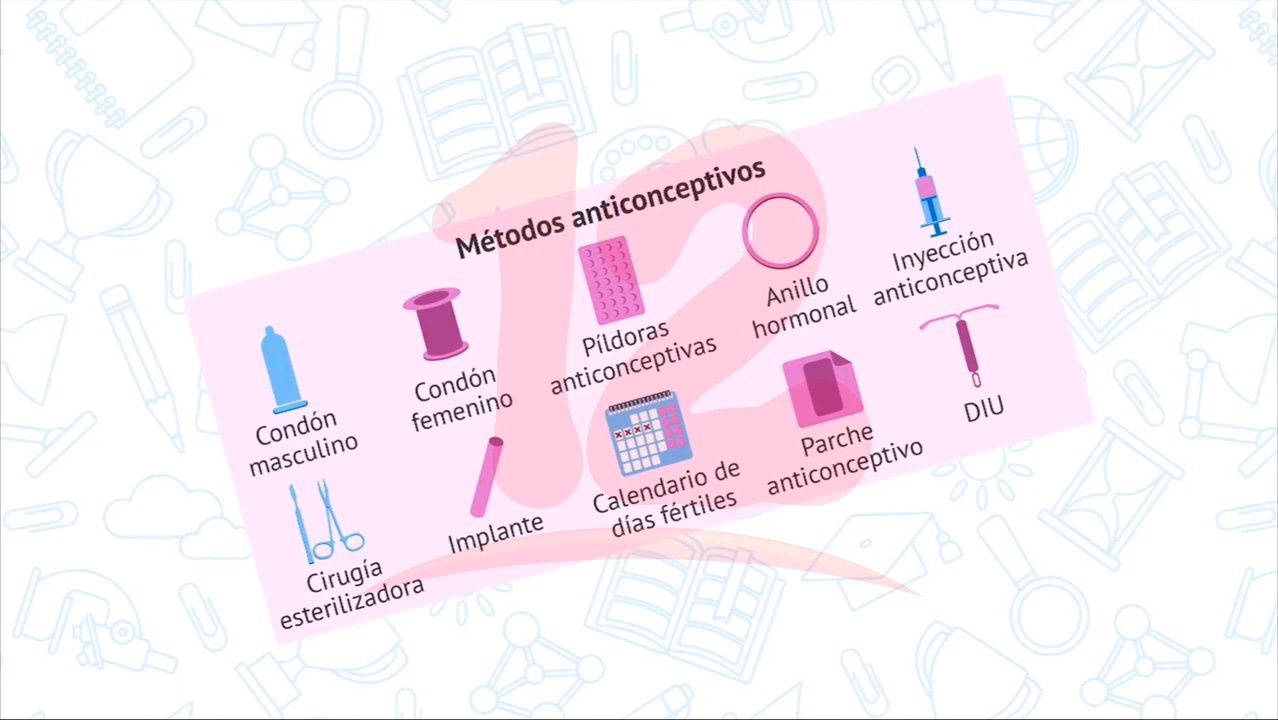 Métodos anticonceptivos
Condón
masculino
Condón
femenino
Píldoras
anticonceptivas
Anillo
hormonal
Inyección
anticonceptiva
Cirugía
esterilizadora
Implante
Calendario de
días fértiles
Parche
anticonceptivo
DIU
12